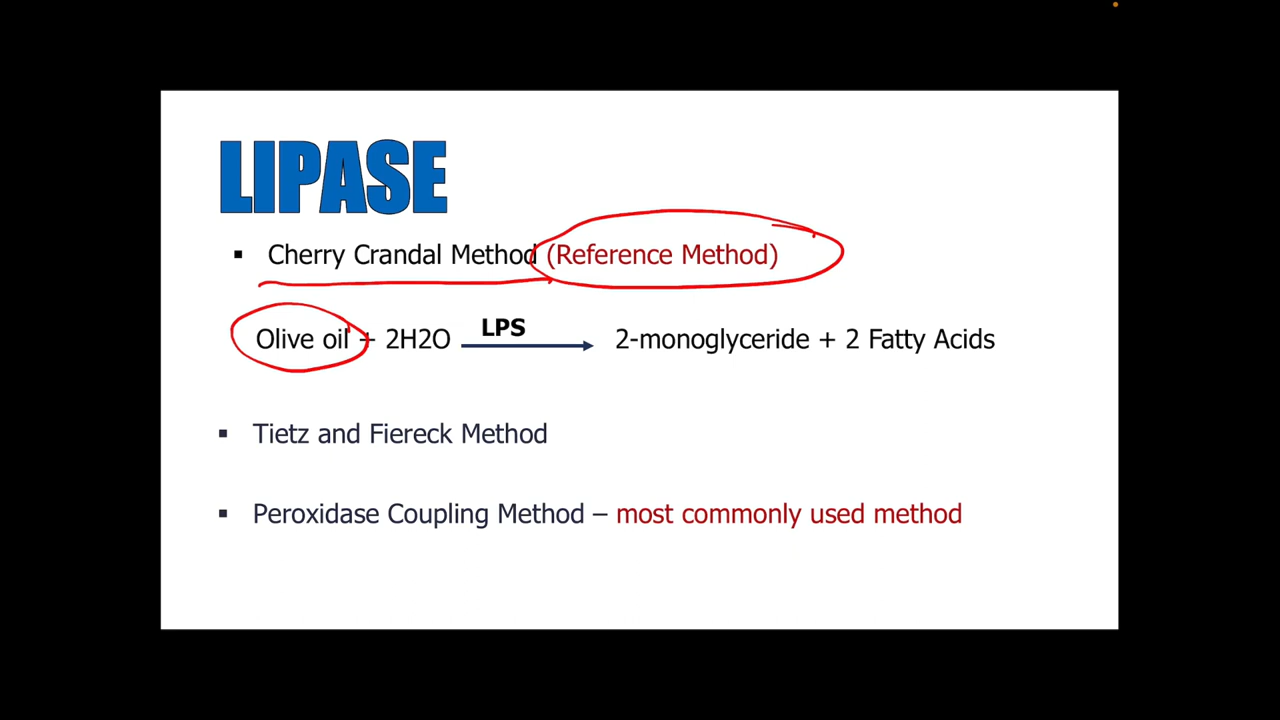 LIPASE
▪ Cherry Crandal Method (Reference Method)
Olive oil + 2H2O LPS 2-monoglyceride + 2 Fatty Acids
▪ Tietz and Fiereck Method
▪ Peroxidase Coupling Method – most commonly used method